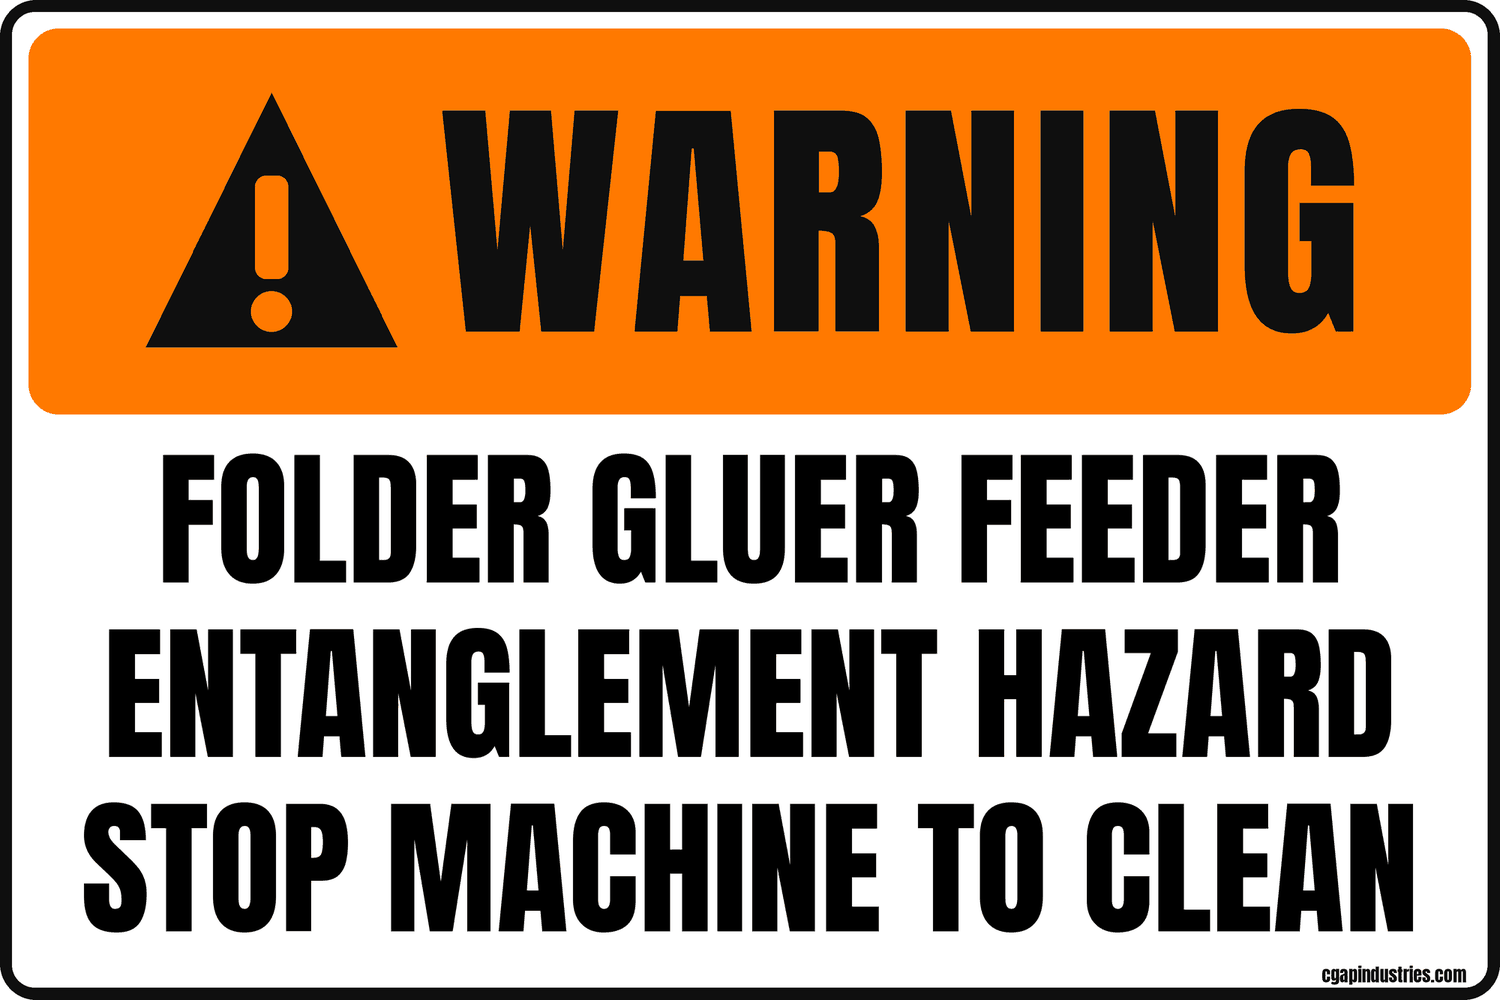 WARNING
FOLDER GLUER FEEDER
ENTANGLEMENT HAZARD
STOP MACHINE TO CLEAN
cgapindustries.com